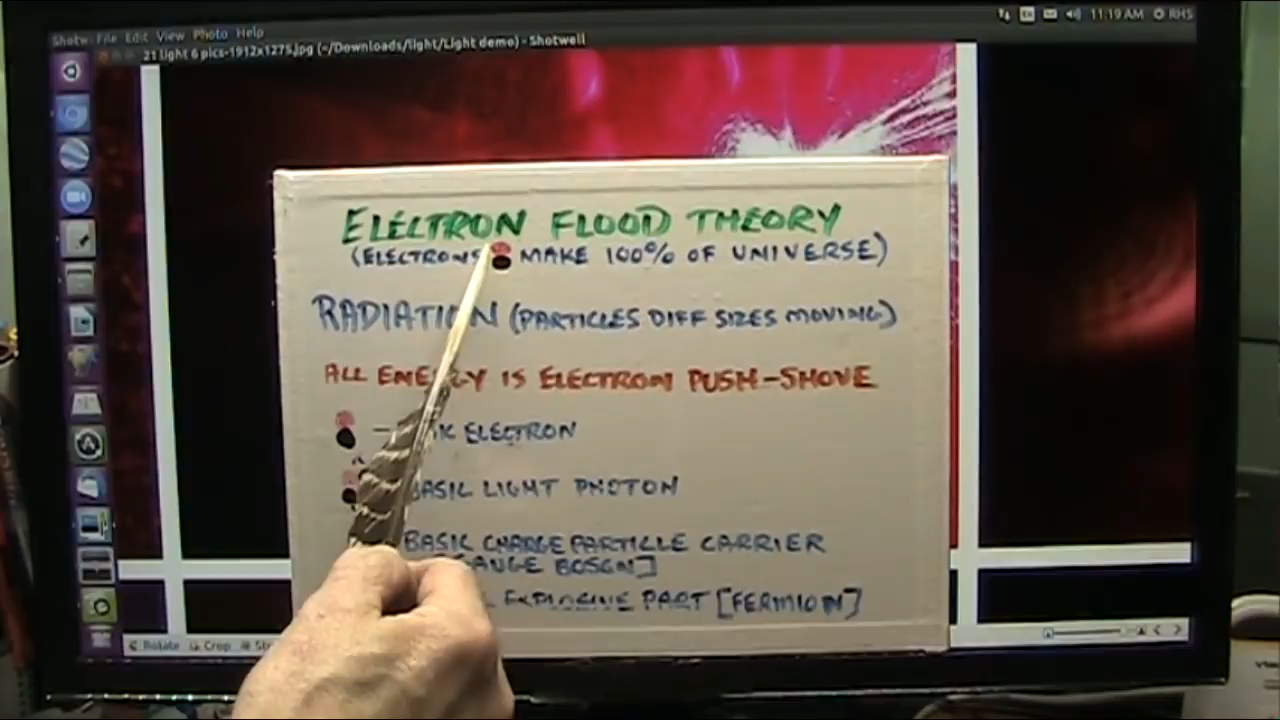 Shotw File Edit View Photo Help
11:19 AM RHS
21 light 6 pics-1912x1275.jpg (~/Downloads/light/Light demo) - Shotwell
ELECTRON FLOOD THEORY
(ELECTRONS MAKE 100% OF UNIVERSE)
RADIATION (PARTICLES DIFF SIZES MOVING)
ALL ENERGY IS ELECTRON PUSH-SHOVE
ELECTRON
BASIC LIGHT PHOTON
BASIC CHARGE PARTICLE CARRIER
BOSON]
EXPLOSIVE PART [FERMION]
Rotate Crop